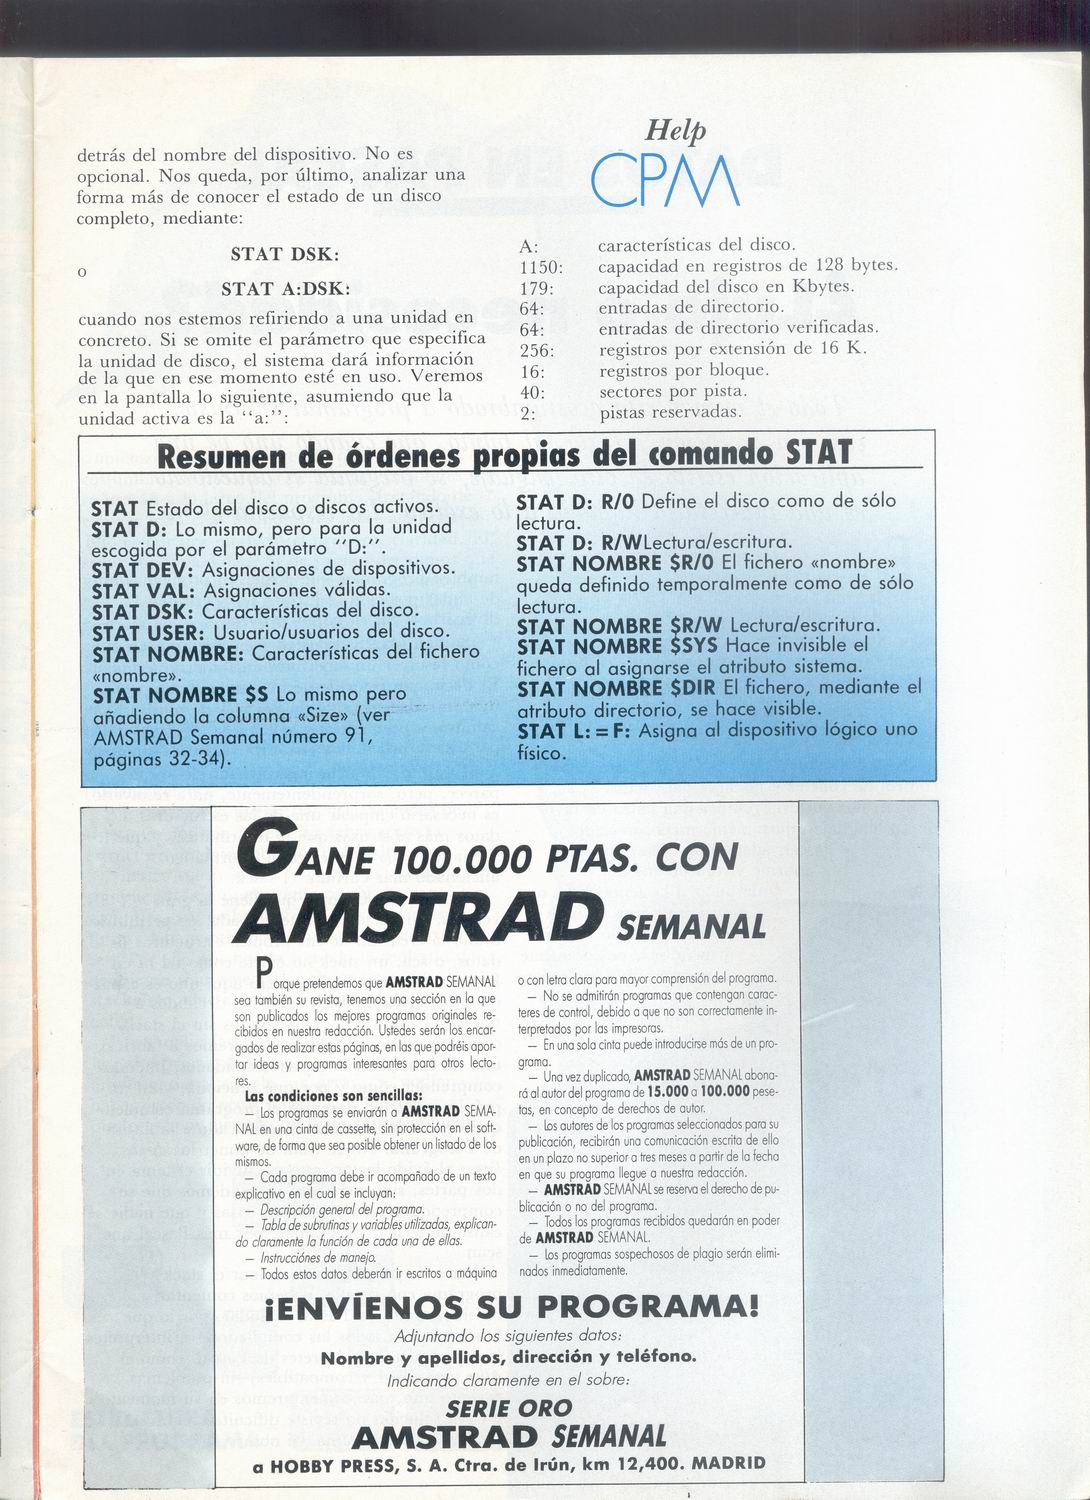 Help
CPM
detrás del nombre del dispositivo. No es
opcional. Nos queda, por último, analizar una
forma más de conocer el estado de un disco
completo, mediante:
STAT DSK:
o
STAT A:DSK:
cuando nos estemos refiriendo a una unidad en
concreto. Si se omite el parámetro que especifica
la unidad de disco, el sistema dará información
de la que en ese momento esté en uso. Veremos
en la pantalla lo siguiente, asumiendo que la
unidad activa es la "a:":
A: características del disco.
1150: capacidad en registros de 128 bytes.
179: capacidad del disco en Kbytes.
64: entradas de directorio.
64: entradas de directorio verificadas.
256: registros por extensión de 16 K.
16: registros por bloque.
40: sectores por pista.
2: pistas reservadas.
Resumen de órdenes propias del comando STAT
STAT Estado del disco o discos activos.
STAT D: Lo mismo, pero para la unidad
escogida por el parámetro "D:".
STAT DEV: Asignaciones de dispositivos.
STAT VAL: Asignaciones válidas.
STAT DSK: Características del disco.
STAT USER: Usuario/usuarios del disco.
STAT NOMBRE: Características del fichero
«nombre».
STAT NOMBRE $S Lo mismo pero
añadiendo la columna «Size» (ver
AMSTRAD Semanal número 91,
páginas 32-34).
STAT D: R/O Define el disco como de sólo
lectura.
STAT D: R/WLectura/escritura.
STAT NOMBRE $R/O El fichero «nombre»
queda definido temporalmente como de sólo
lectura.
STAT NOMBRE $R/W Lectura/escritura.
STAT NOMBRE $SYS Hace invisible el
fichero al asignarse el atributo sistema.
STAT NOMBRE $DIR El fichero, mediante el
atributo directorio, se hace visible.
STAT L: = F: Asigna al dispositivo lógico uno
físico.
GANE 100.000 PTAS. CON
AMSTRAD SEMANAL
Porque pretendemos que AMSTRAD SEMANAL
sea también su revista, tenemos una sección en la que
son publicados los mejores programas originales re-
cibidos en nuestra redacción. Ustedes serán los encar-
gados de realizar estas páginas, en las que podréis apor-
tar ideas y programas interesantes para otros lecto-
res.
Las condiciones son sencillas:
— Los programas se enviarán a AMSTRAD SEMA-
NAL en una cinta de cassette, sin protección en el soft-
ware, de forma que sea posible obtener un listado de los
mismos.
— Cada programa debe ir acompañado de un texto
explicativo en el cual se incluyan:
— Descripción general del programa.
— Tabla de subrutinas y variables utilizadas, explican-
do claramente la función de cada una de ellas.
— Instrucciónes de manejo.
— Todos estos datos deberán ir escritos a máquina
o con letra clara para mayor comprensión del programa.
— No se admitirán programas que contengan carac-
teres de control, debido a que no son correctamente in-
terpretados por las impresoras.
— En una sola cinta puede introducirse más de un pro-
grama.
— Una vez duplicado, AMSTRAD SEMANAL abona-
rá al autor del programa de 15.000 a 100.000 pese-
tas, en concepto de derechos de autor.
— Los autores de los programas seleccionados para su
publicación, recibirán una comunicación escrita de ello
en un plazo no superior a tres meses a partir de la fecha
en que su programa llegue a nuestra redacción.
— AMSTRAD SEMANAL se reserva el derecho de pu-
blicación o no del programa.
— Todos los programas recibidos quedarán en poder
de AMSTRAD SEMANAL.
— Los programas sospechosos de plagio serán elimi-
nados inmediatamente.
¡ENVÍENOS SU PROGRAMA!
Adjuntando los siguientes datos:
Nombre y apellidos, dirección y teléfono.
Indicando claramente en el sobre:
SERIE ORO
AMSTRAD SEMANAL
a HOBBY PRESS, S. A. Ctra. de Irún, km 12,400. MADRID